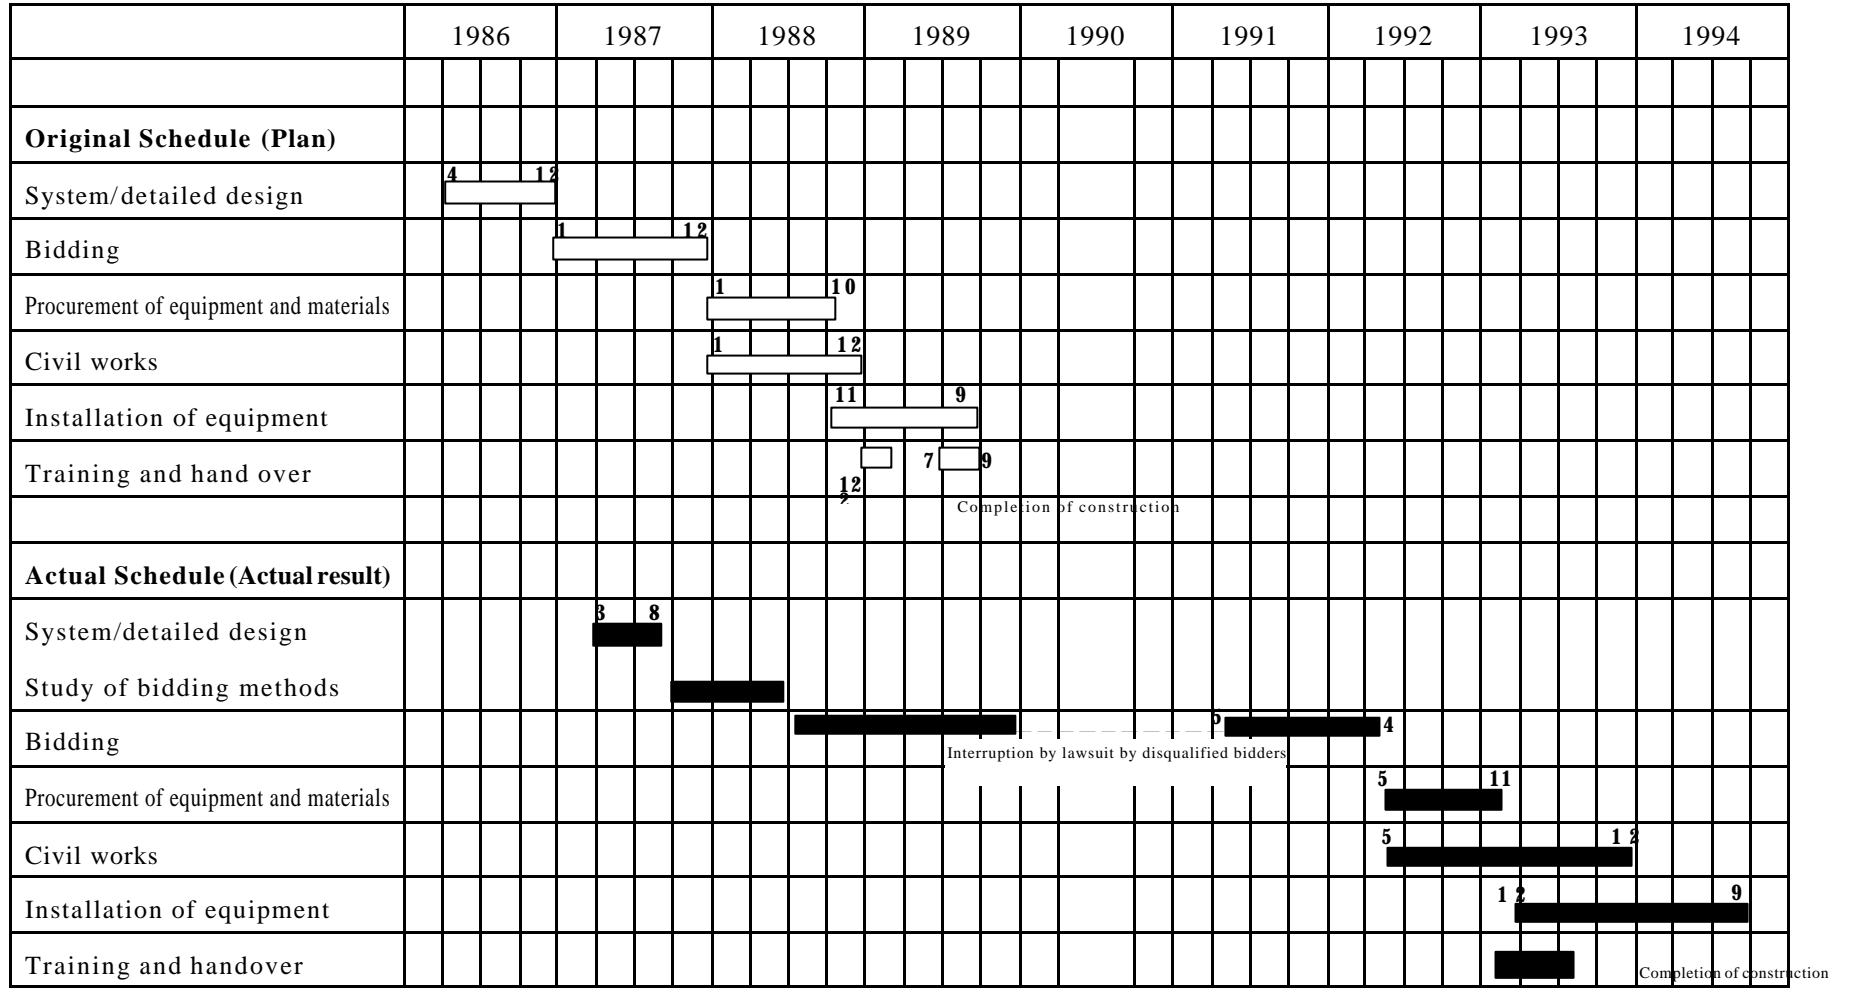 1986 1987 1988 1989 1990 1991 1992 1993 1994
Original Schedule (Plan)
4 12
System/detailed design
1 12
Bidding
1 10
Procurement of equipment and materials
1 12
Civil works
11 9
Installation of equipment
7 9
Training and hand over
12
2
Completion of construction
Actual Schedule (Actual result)
3 8
System/detailed design
Study of bidding methods
4
Bidding
Interruption by lawsuit by disqualified bidders
5 11
Procurement of equipment and materials
5 12
Civil works
12 9
Installation of equipment
Training and handover
Completion of construction